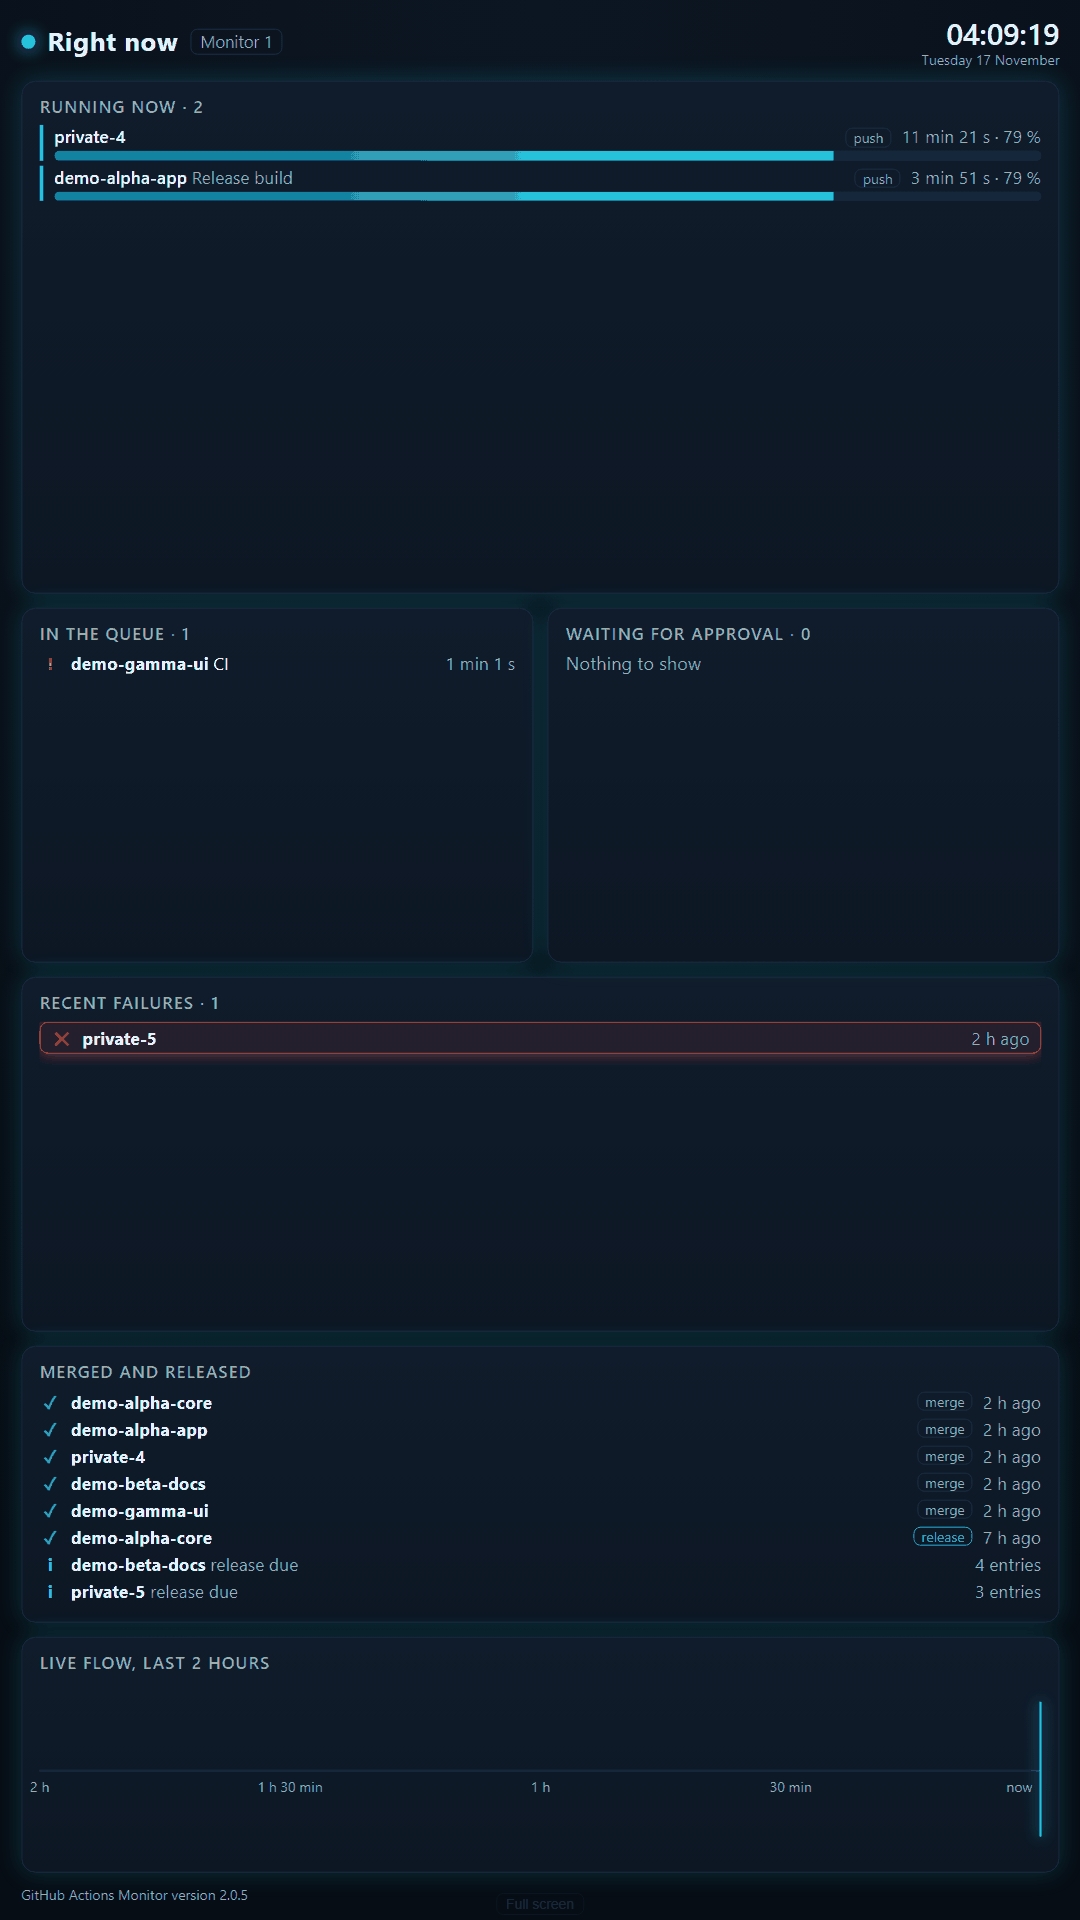 Right now Monitor 1
04:09:19
Tuesday 17 November
RUNNING NOW · 2
private-4 push 11 min 21 s · 79 %
demo-alpha-app Release build push 3 min 51 s · 79 %
IN THE QUEUE · 1
! demo-gamma-ui CI 1 min 1 s
WAITING FOR APPROVAL · 0
Nothing to show
RECENT FAILURES · 1
private-5 2 h ago
MERGED AND RELEASED
demo-alpha-core merge 2 h ago
demo-alpha-app merge 2 h ago
private-4 merge 2 h ago
demo-beta-docs merge 2 h ago
demo-gamma-ui merge 2 h ago
demo-alpha-core release 7 h ago
i demo-beta-docs release due 4 entries
i private-5 release due 3 entries
LIVE FLOW, LAST 2 HOURS
2 h 1 h 30 min 1 h 30 min now
GitHub Actions Monitor version 2.0.5
Full screen